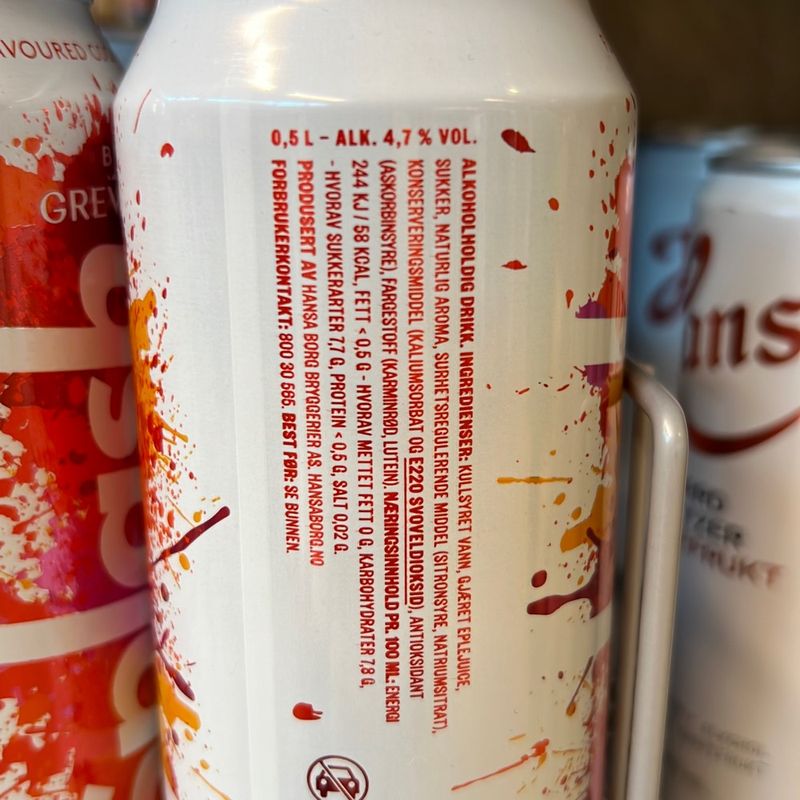 0,5 L - ALK. 4,7 % VOL.
ALKOHOLHOLDIG DRIKK. INGREDIENSER: KULLSYRET VANN, GJÆRET EPLEJUICE,
SUKKER, NATURLIG AROMA, SURHETSREGULERENDE MIDDEL (SITRONSYRE, NATRIUMSITRAT),
KONSERVERINGSMIDDEL (KALIUMSORBAT OG E220 SVOVELDIOKSID), ANTIOKSIDANT
(ASKORBINSYRE), FARGESTOFF (KARMINRØD, LUTEIN). NÆRINGSINNHOLD PR. 100 ML: ENERGI
244 KJ / 58 KCAL, FETT < 0,5 G - HVORAV METTET FETT 0 G, KARBOHYDRATER 7,8 G,
- HVORAV SUKKERARTER 7,7 G, PROTEIN < 0,5 G, SALT 0,02 G.
PRODUSERT AV HANSA BORG BRYGGERIER AS. HANSABORG.NO
FORBRUKERKONTAKT: 800 30 565. BEST FØR: SE BUNNEN.